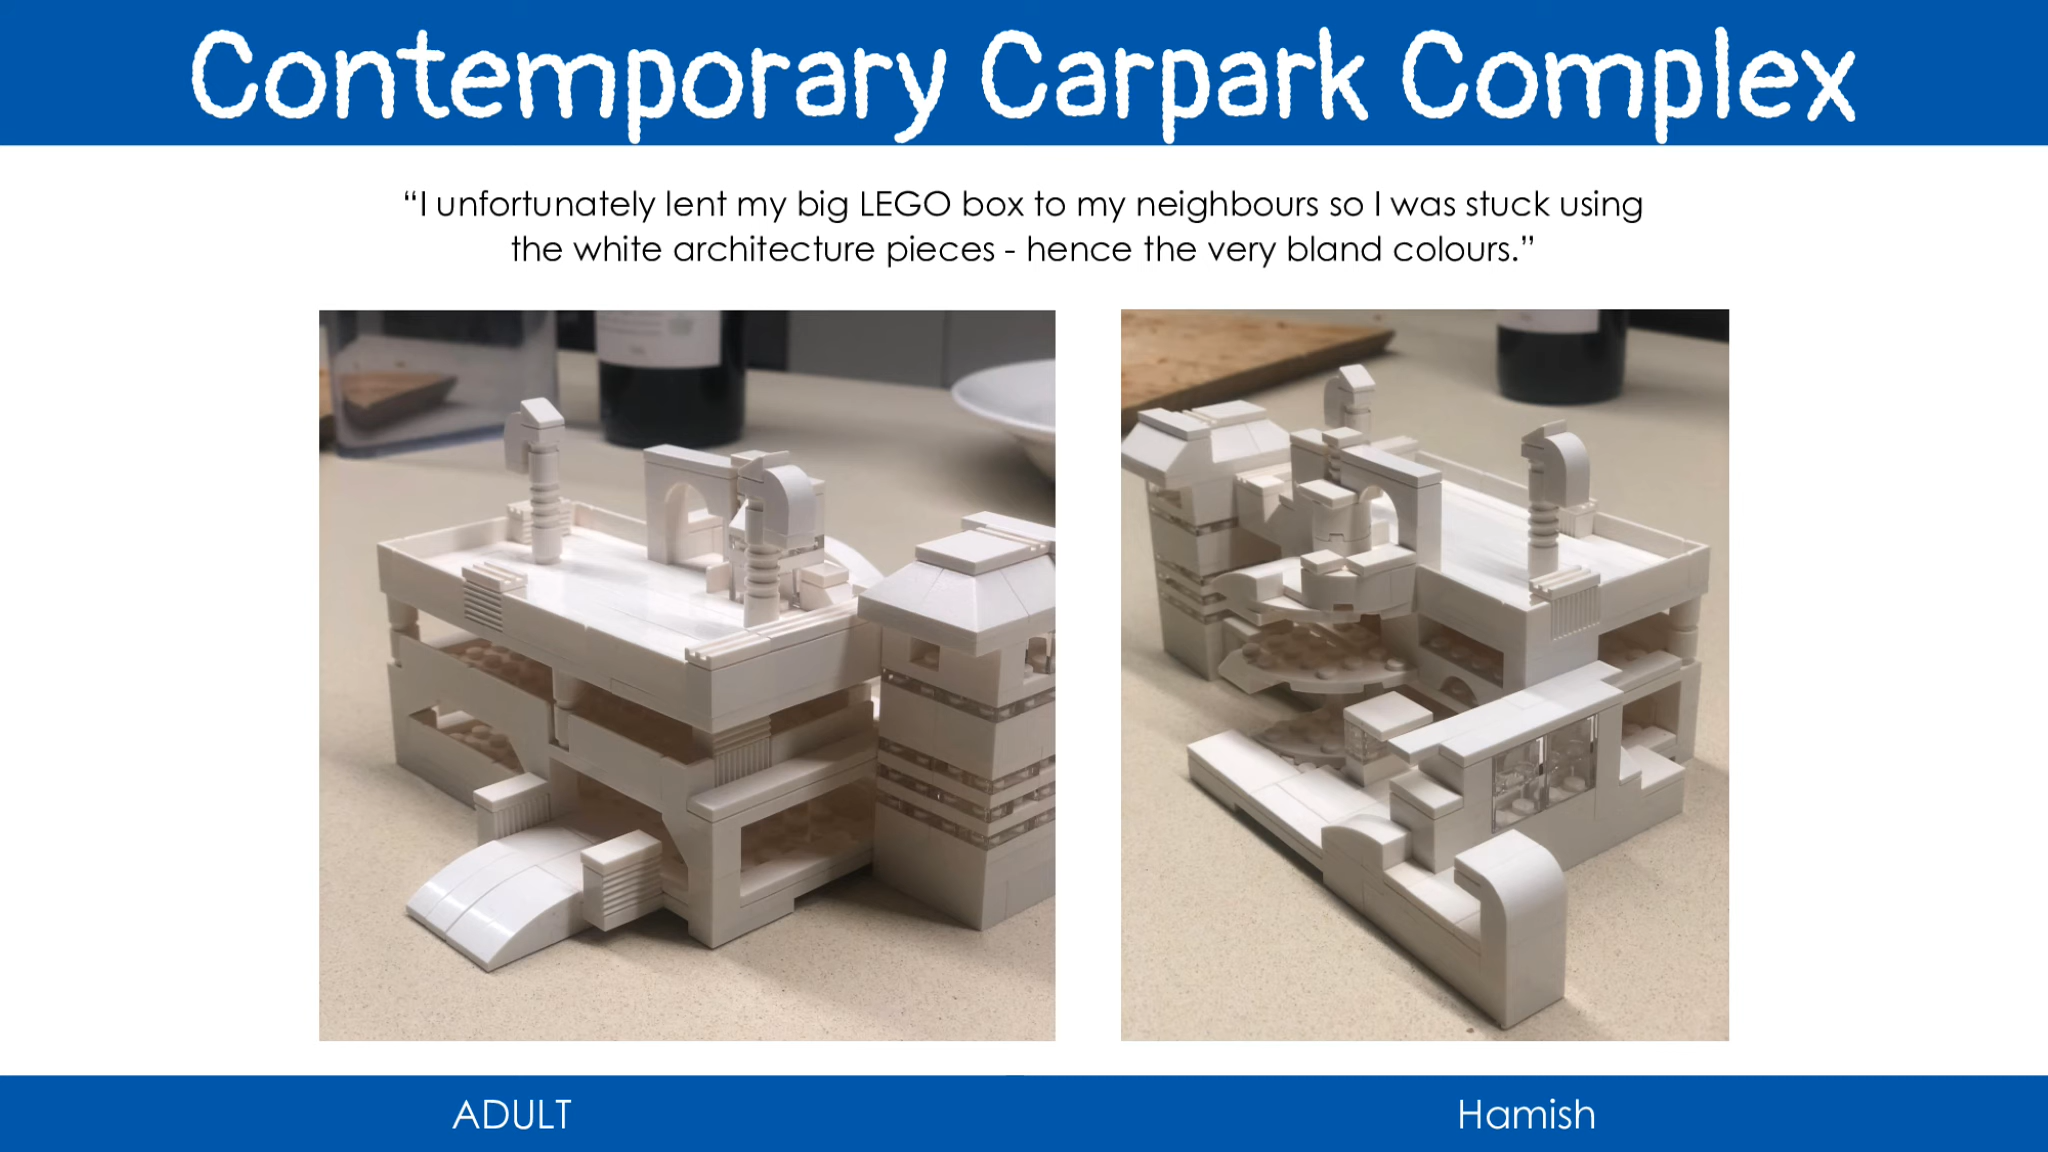 Contemporary Carpark Complex
“I unfortunately lent my big LEGO box to my neighbours so I was stuck using
the white architecture pieces - hence the very bland colours.”
ADULT
Hamish